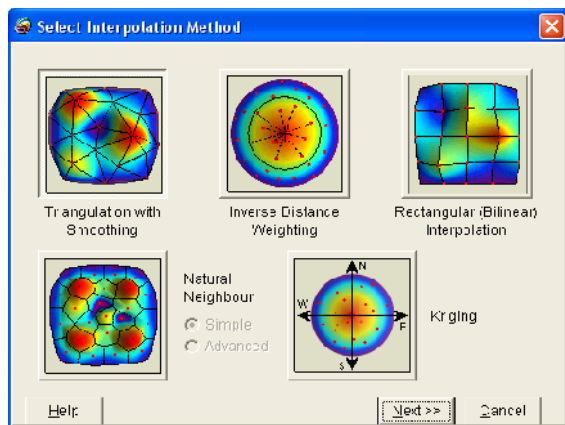 Select Interpolation Method
Triangulation with
Smoothing
Inverse Distance
Weighting
Rectangular (Bilinear)
Interpolation
Natural
Neighbour
Simple
Advanced
N
W
E
S
Kriging
Help
Next >>
Cancel